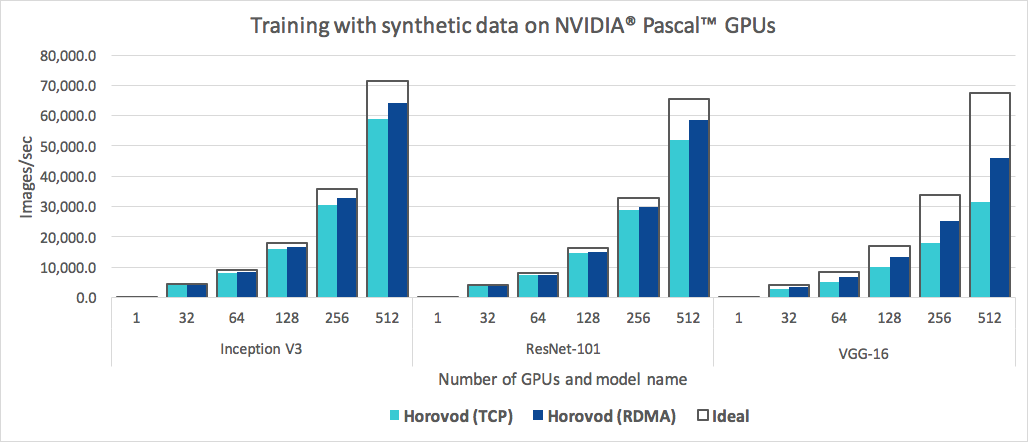 Training with synthetic data on NVIDIA® Pascal™ GPUs
80,000.0
70,000.0
60,000.0
50,000.0
40,000.0
30,000.0
20,000.0
10,000.0
0.0
Images/sec
1 32 64 128 256 512 1 32 64 128 256 512 1 32 64 128 256 512
Inception V3 ResNet-101 VGG-16
Number of GPUs and model name
Horovod (TCP) Horovod (RDMA) Ideal